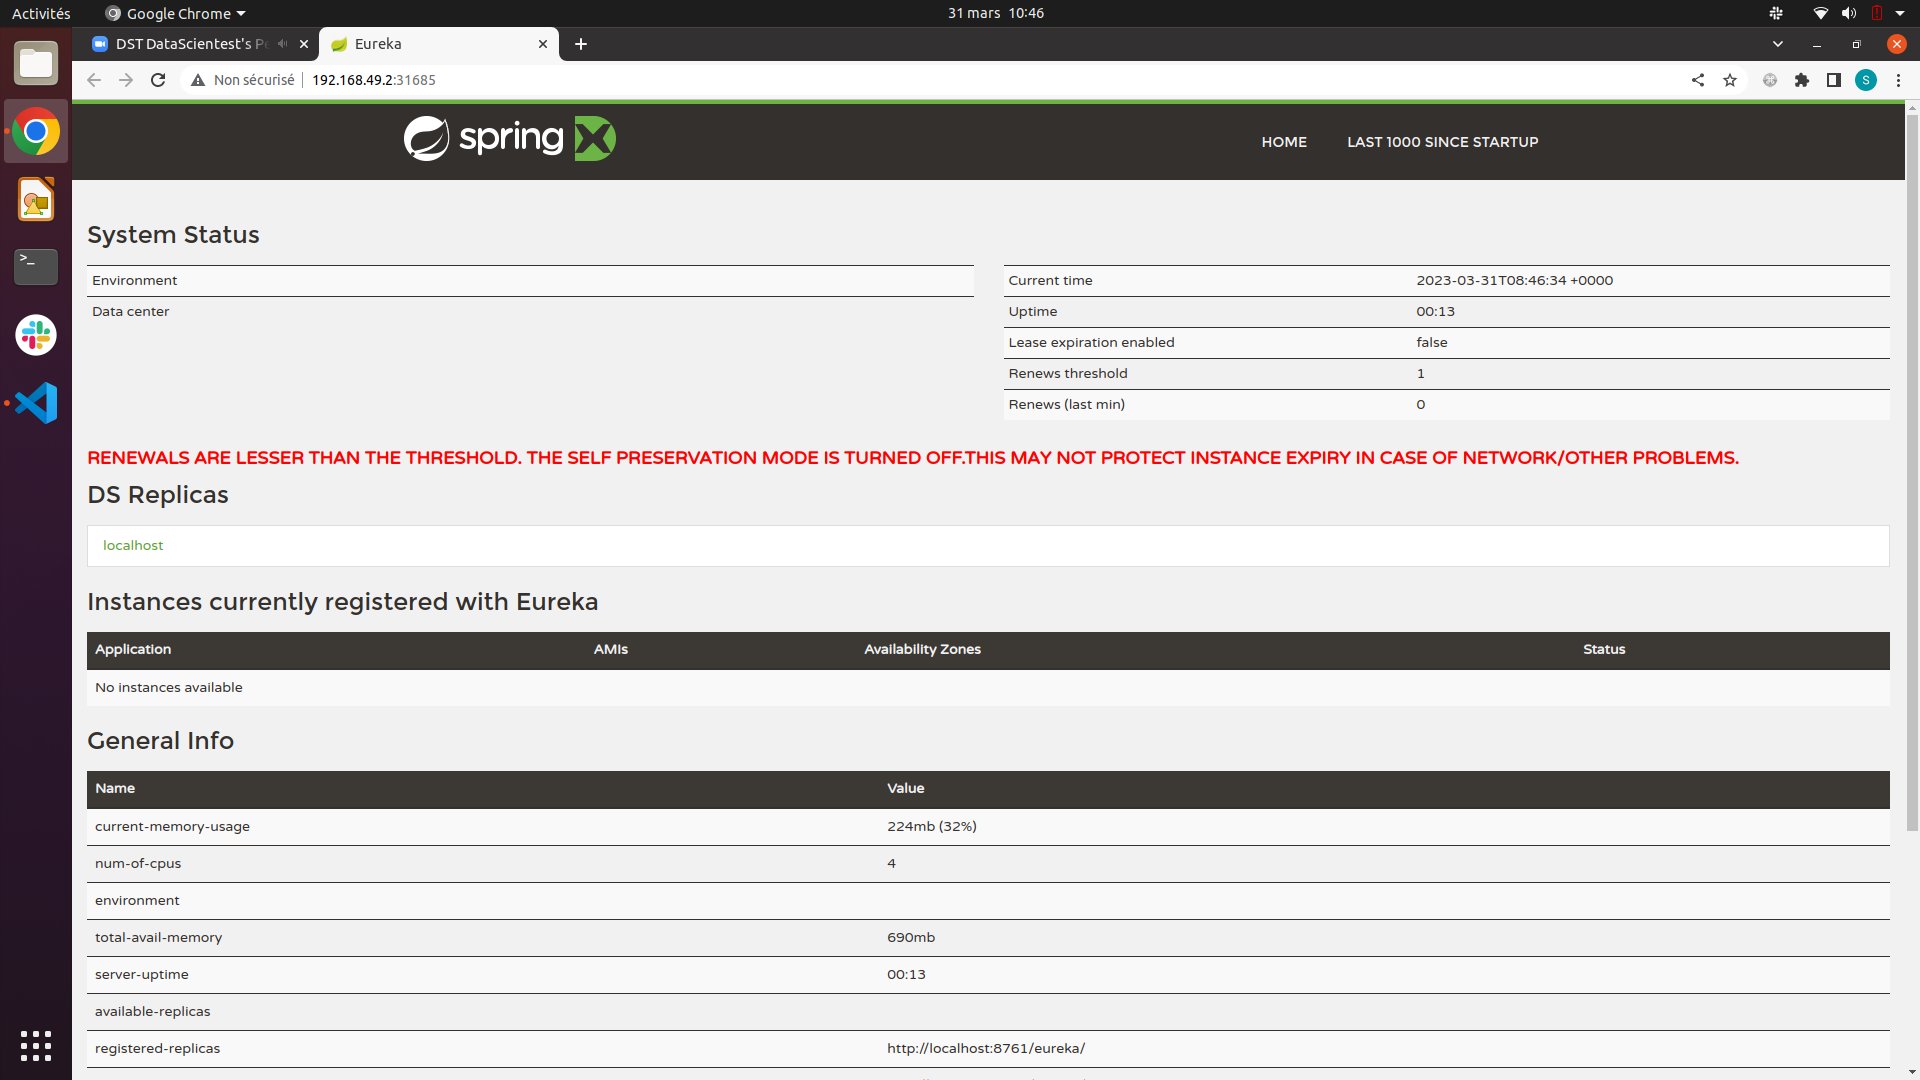 Activités Google Chrome 31 mars 10:46
DST DataScientest's Pe Eureka
Non sécurisé 192.168.49.2:31685 S
spring
HOME LAST 1000 SINCE STARTUP
System Status
Environment
Data center
Current time 2023-03-31T08:46:34 +0000
Uptime 00:13
Lease expiration enabled false
Renews threshold 1
Renews (last min) 0
RENEWALS ARE LESSER THAN THE THRESHOLD. THE SELF PRESERVATION MODE IS TURNED OFF.THIS MAY NOT PROTECT INSTANCE EXPIRY IN CASE OF NETWORK/OTHER PROBLEMS.
DS Replicas
localhost
Instances currently registered with Eureka
Application AMIs Availability Zones Status
No instances available
General Info
Name Value
current-memory-usage 224mb (32%)
num-of-cpus 4
environment
total-avail-memory 690mb
server-uptime 00:13
available-replicas
registered-replicas http://localhost:8761/eureka/